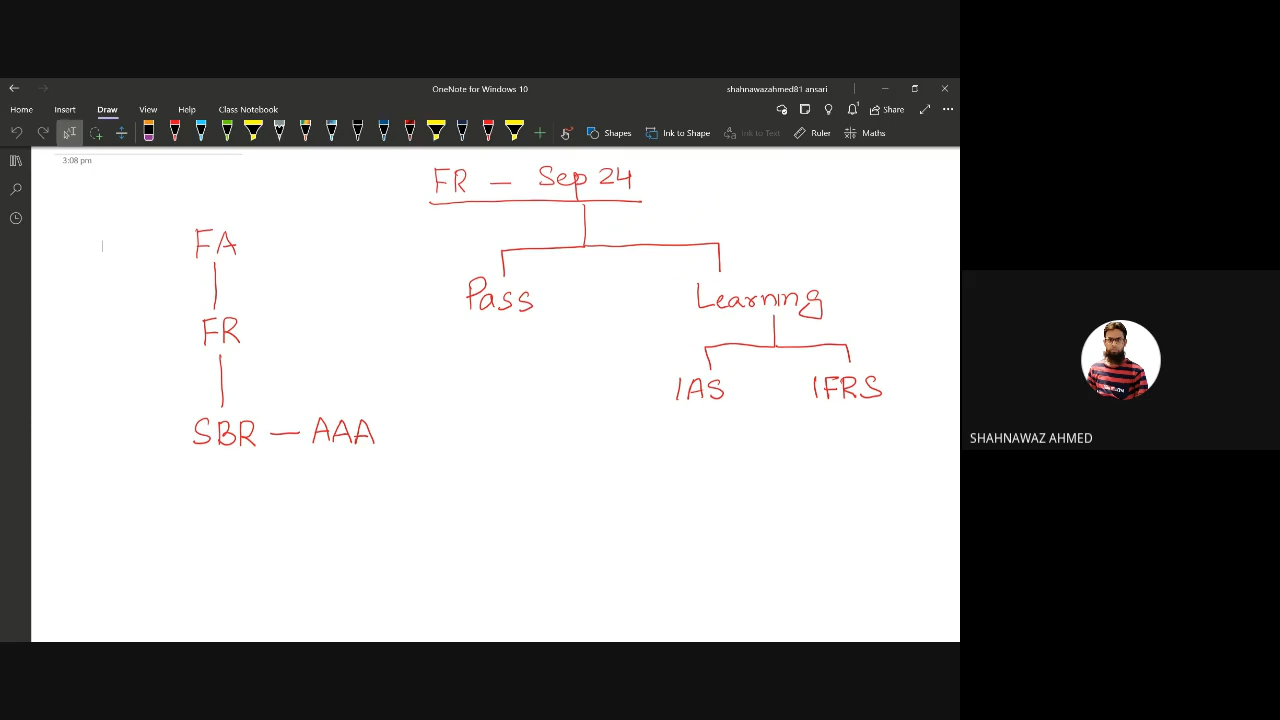 OneNote for Windows 10
shahnawazahmed81 ansari
Home Insert Draw View Help Class Notebook
Share
Shapes Ink to Shape Ink to Text Ruler Maths
3:08 pm
FR — Sep 24
Pass Learning
IAS IFRS
FA
FR
SBR — AAA
SHAHNAWAZ AHMED